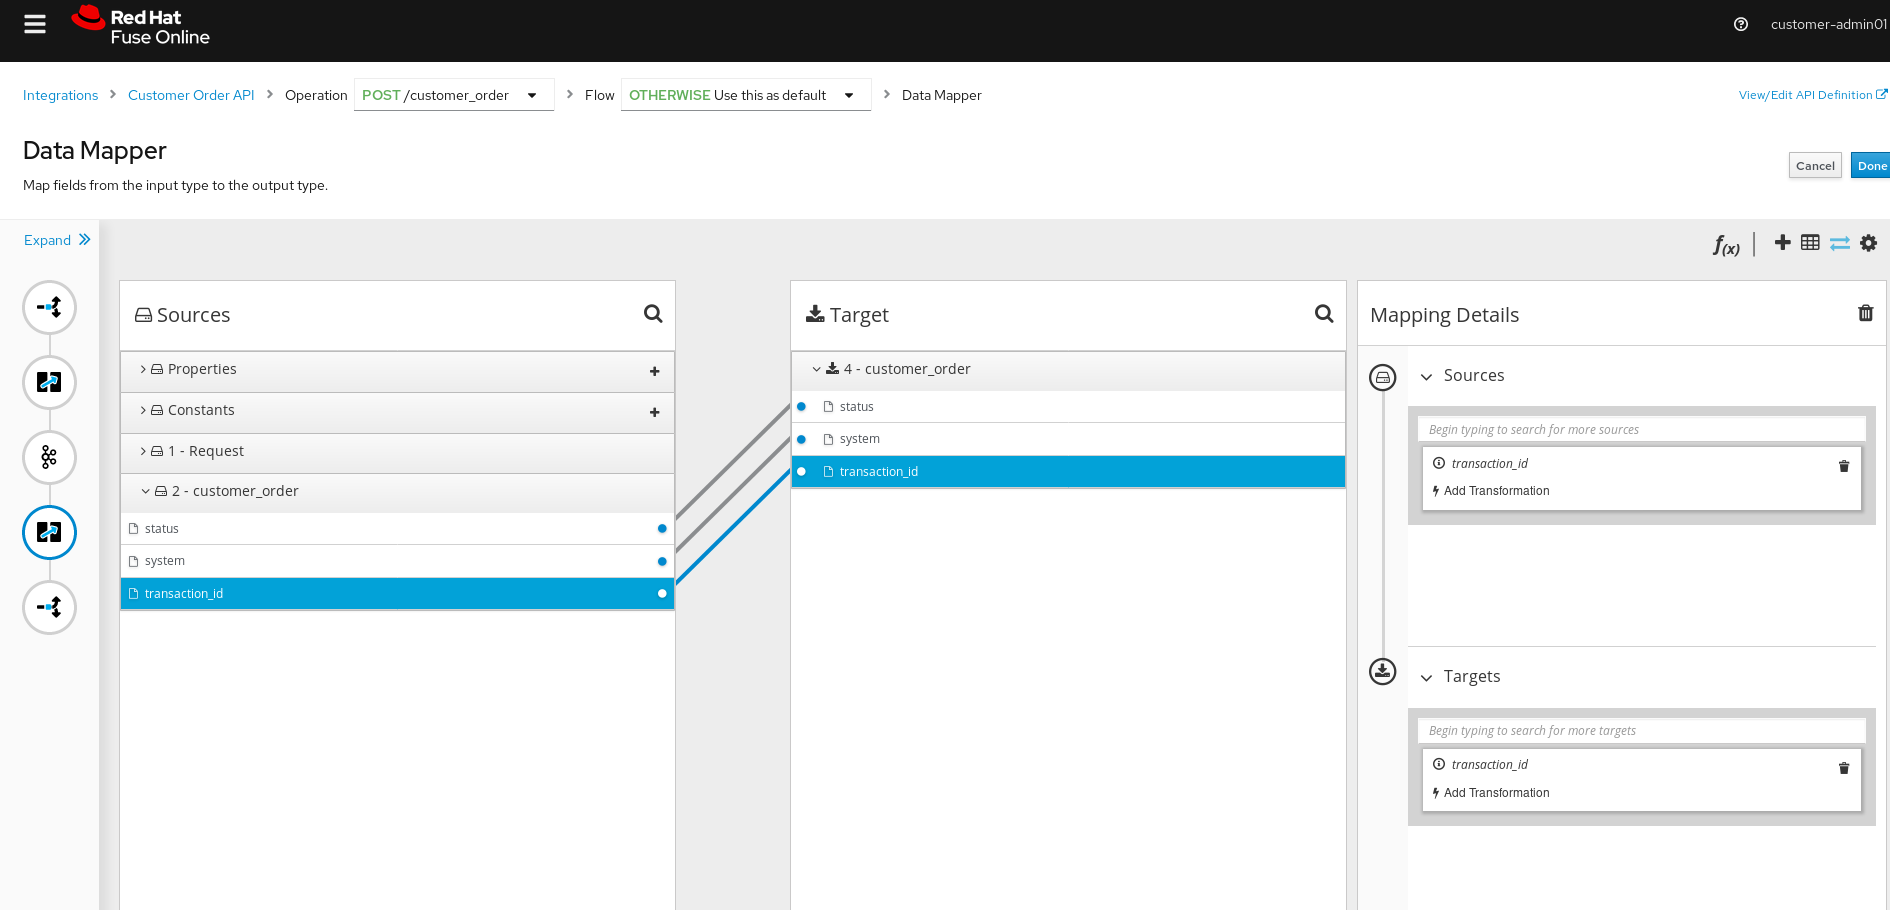 Red Hat
Fuse Online
customer-admin01
Integrations Customer Order API Operation POST /customer_order Flow OTHERWISE Use this as default Data Mapper View/Edit API Definition
Data Mapper
Map fields from the input type to the output type.
Cancel Done
Expand
f(x)
Sources
Properties
Constants
1 - Request
2 - customer_order
status
system
transaction_id
Target
4 - customer_order
status
system
transaction_id
Mapping Details
Sources
Begin typing to search for more sources
transaction_id
Add Transformation
Targets
Begin typing to search for more targets
transaction_id
Add Transformation